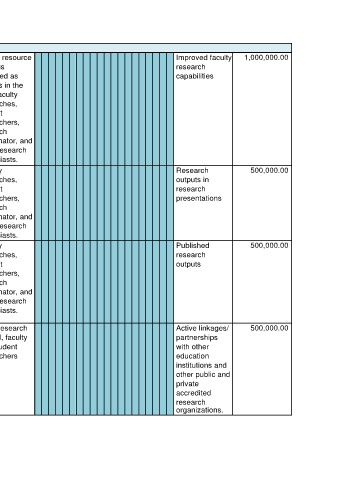 resource Improved faculty 1,000,000.00
research
ed as capabilities
s in the
aculty
ches,
t
chers,
ch
nator, and
esearch
iasts.
y Research 500,000.00
ches, outputs in
t research
chers, presentations
ch
nator, and
esearch
iasts.
y Published 500,000.00
ches, research
t outputs
chers,
ch
nator, and
esearch
iasts.
esearch Active linkages/ 500,000.00
l, faculty partnerships
udent with other
chers education
institutions and
other public and
private
accredited
research
organizations.